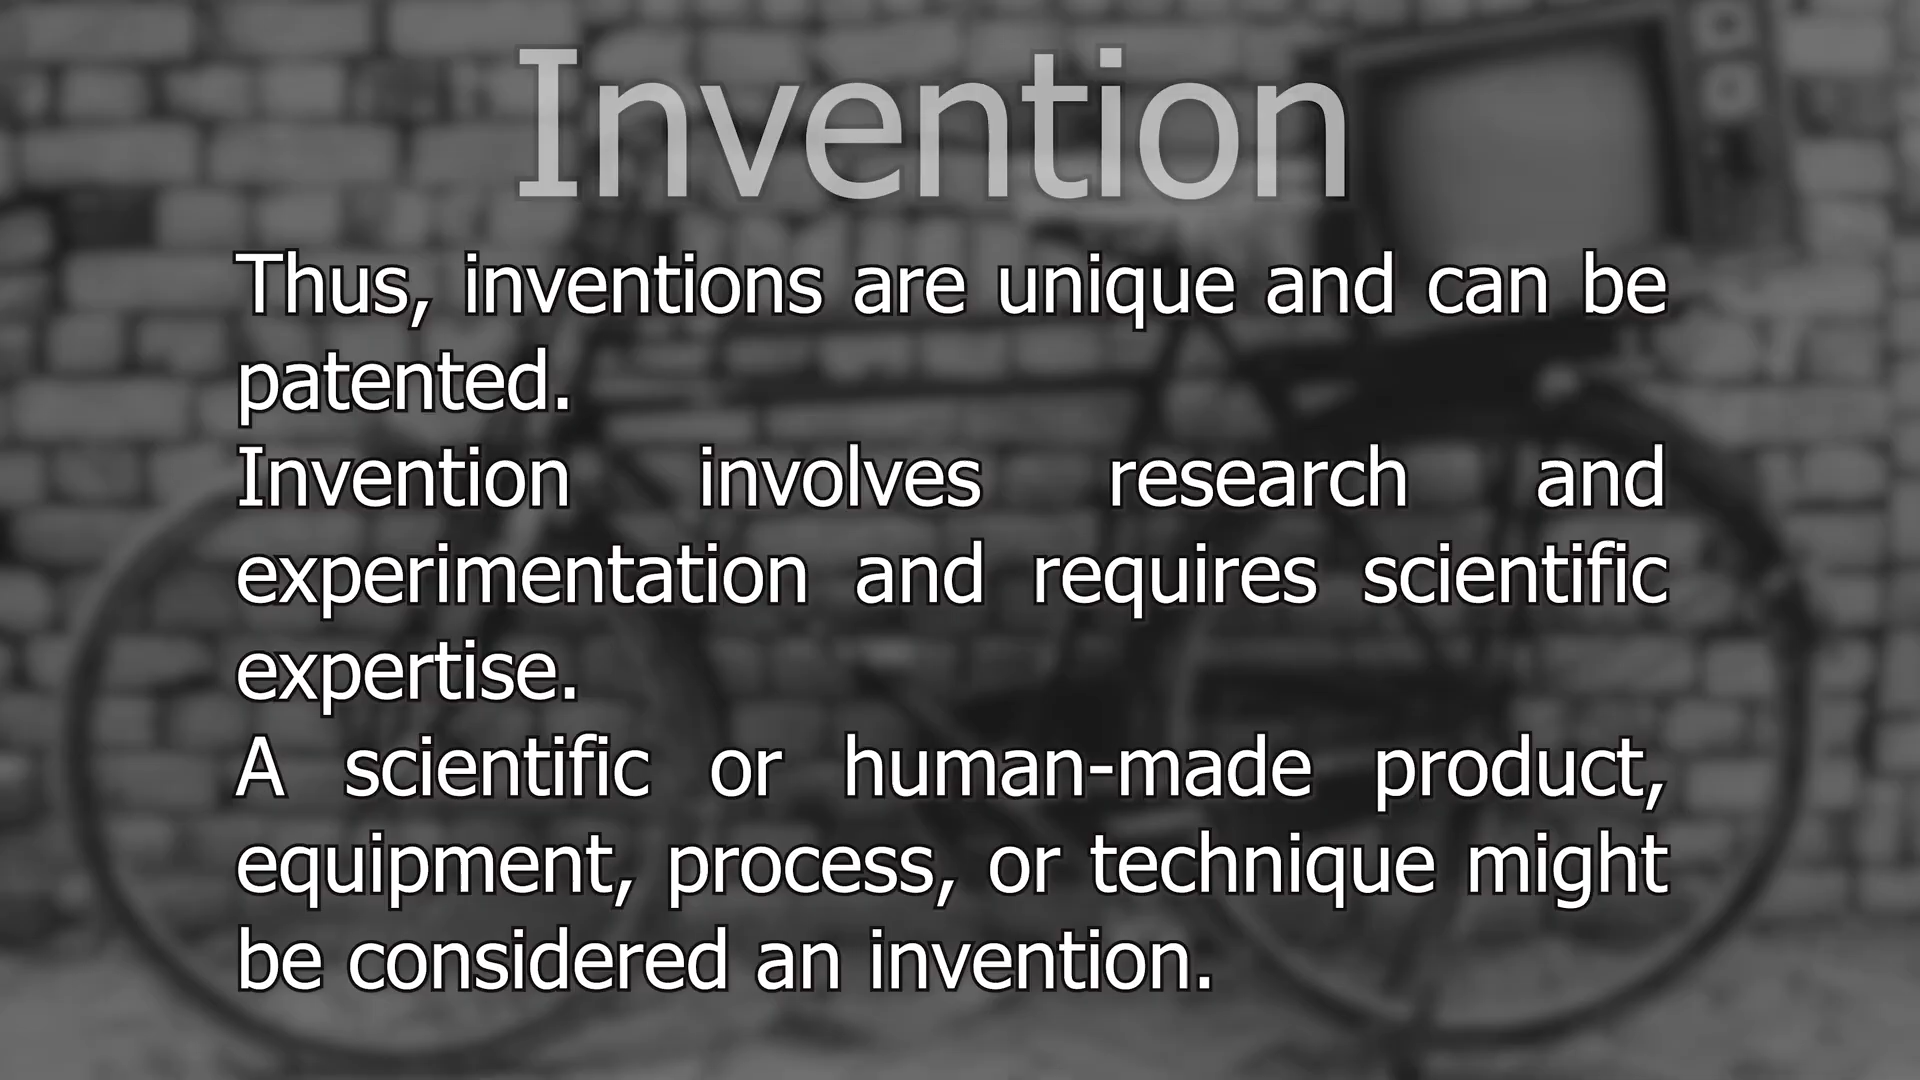 Invention
Thus, inventions are unique and can be
patented.
Invention involves research and
experimentation and requires scientific
expertise.
A scientific or human-made product,
equipment, process, or technique might
be considered an invention.